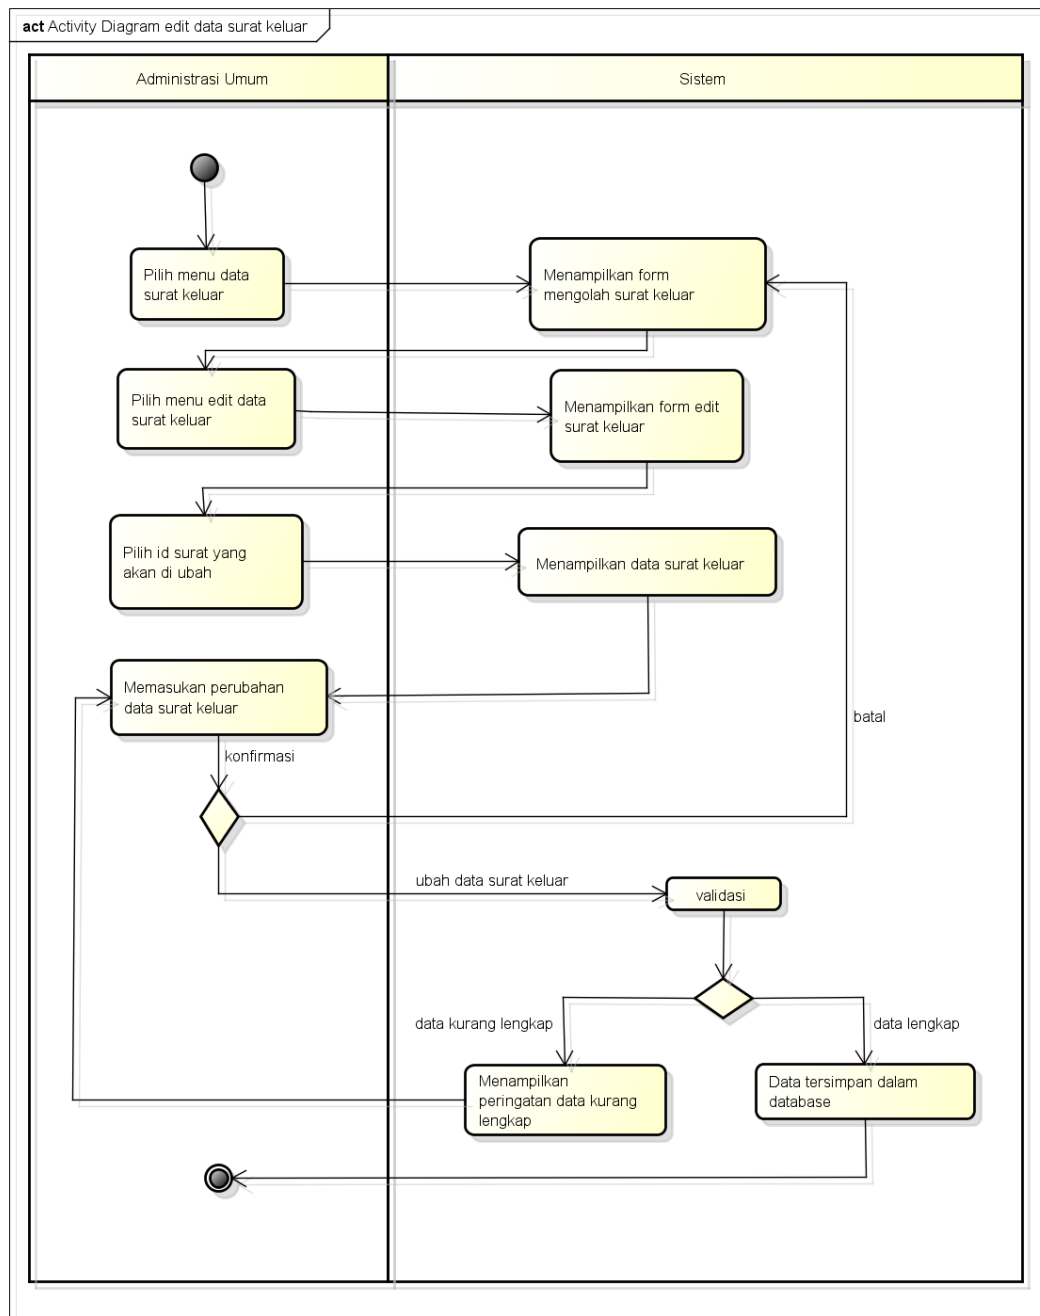 act Activity Diagram edit data surat keluar
Administrasi Umum
Sistem
Pilih menu data
surat keluar
Menampilkan form
mengolah surat keluar
Pilih menu edit data
surat keluar
Menampilkan form edit
surat keluar
Pilih id surat yang
akan di ubah
Menampilkan data surat keluar
Memasukan perubahan
data surat keluar
batal
konfirmasi
ubah data surat keluar
validasi
data kurang lengkap
data lengkap
Menampilkan
peringatan data kurang
lengkap
Data tersimpan dalam
database